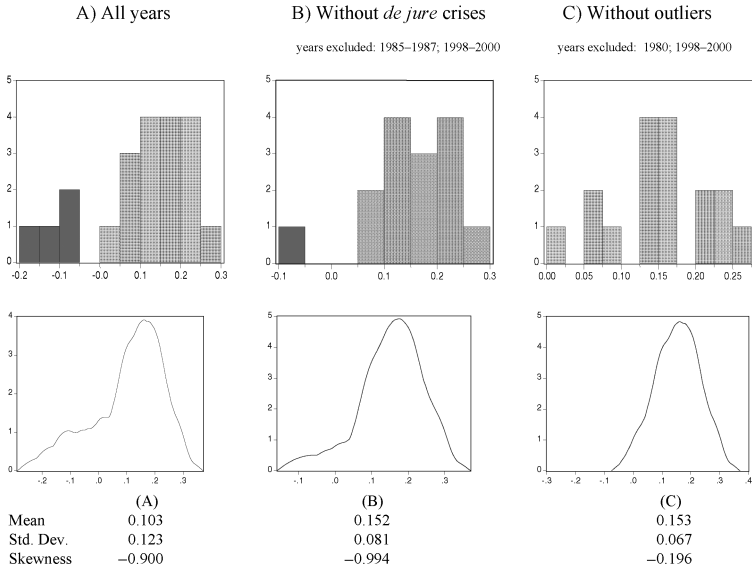 A) All years
B) Without de jure crises
C) Without outliers
years excluded: 1985–1987; 1998–2000
years excluded: 1980; 1998–2000
5
4
3
2
1
0
-0.2 -0.1 0.0 0.1 0.2 0.3
5
4
3
2
1
0
-0.1 0.0 0.1 0.2 0.3
5
4
3
2
1
0
0.00 0.05 0.10 0.15 0.20 0.25
4
3
2
1
0
-.2 -.1 .0 .1 .2 .3
5
4
3
2
1
0
-.1 .0 .1 .2 .3
5
4
3
2
1
0
-.3 -.2 -.1 .0 .1 .2 .3 .4
(A) (B) (C)
Mean 0.103 0.152 0.153
Std. Dev. 0.123 0.081 0.067
Skewness −0.900 −0.994 −0.196